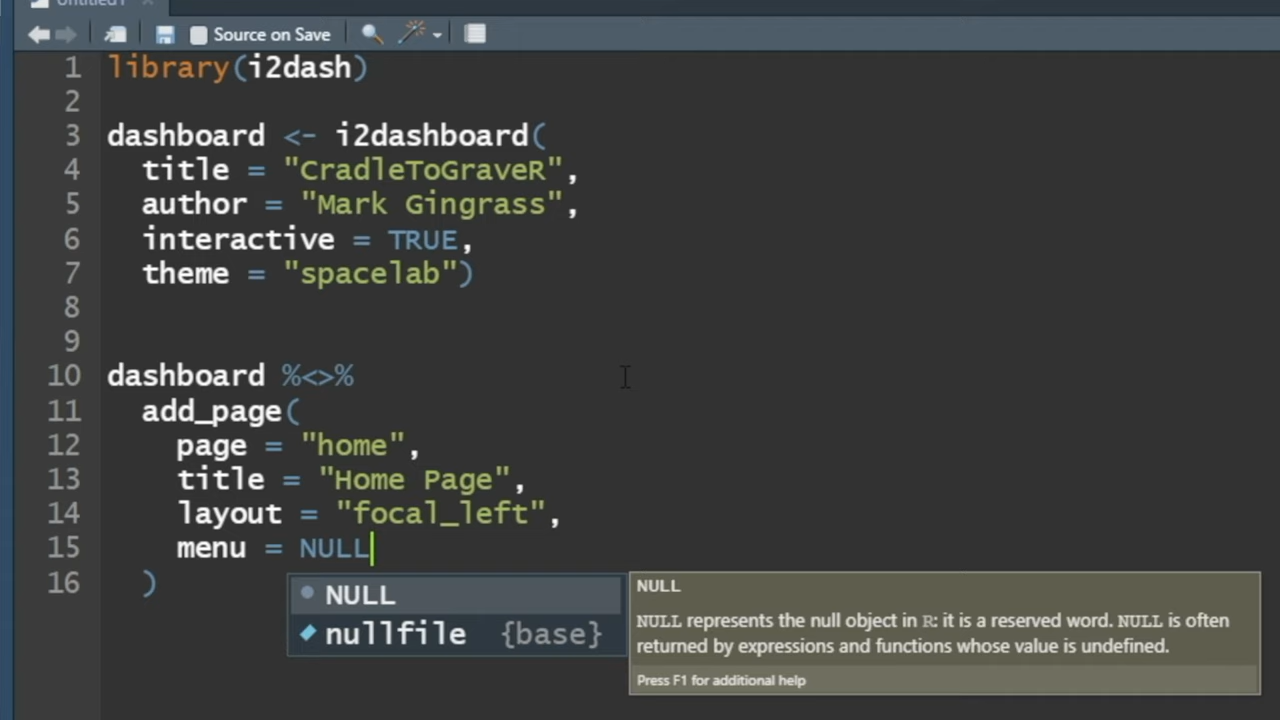 Untitled1
Source on Save
1 library(i2dash)
2
3 dashboard <- i2dashboard(
4   title = "CradleToGraveR",
5   author = "Mark Gingrass",
6   interactive = TRUE,
7   theme = "spacelab")
8
9
10 dashboard %<>%
11   add_page(
12     page = "home",
13     title = "Home Page",
14     layout = "focal_left",
15     menu = NULL
16   )
NULL
nullfile {base}
NULL
NULL represents the null object in R: it is a reserved word. NULL is often
returned by expressions and functions whose value is undefined.
Press F1 for additional help